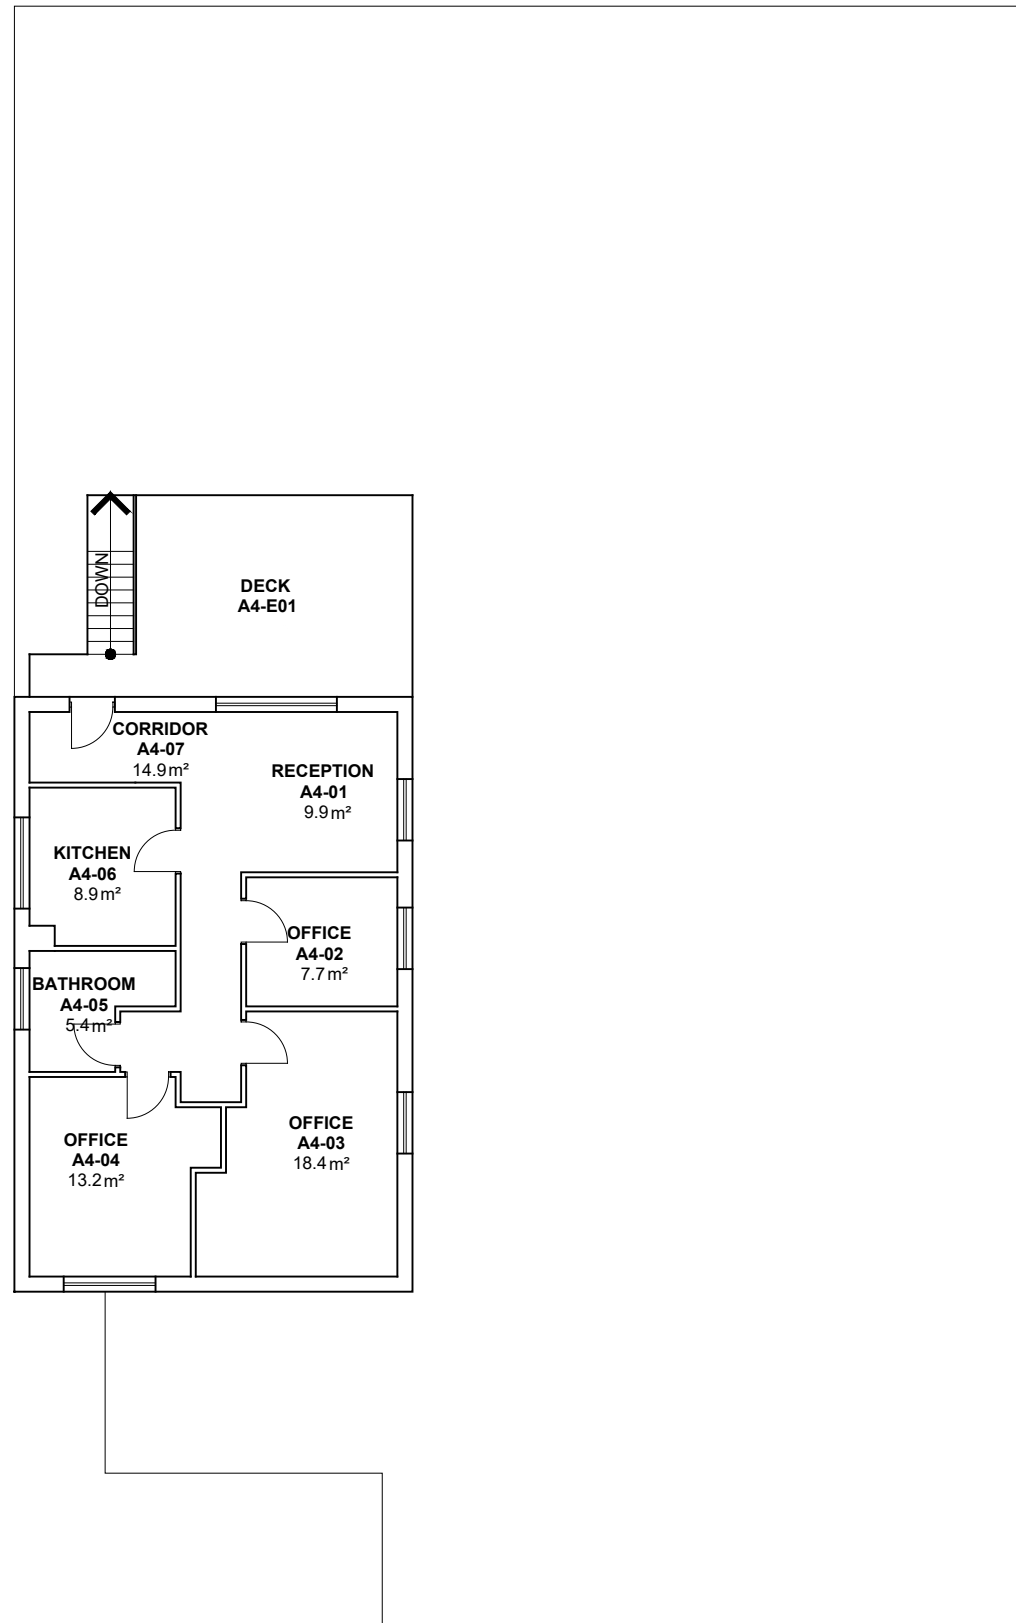 DOWN
DECK
A4-E01
CORRIDOR
A4-07
14.9m²
RECEPTION
A4-01
9.9m²
KITCHEN
A4-06
8.9m²
OFFICE
A4-02
7.7m²
BATHROOM
A4-05
5.4m²
OFFICE
A4-03
18.4m²
OFFICE
A4-04
13.2m²